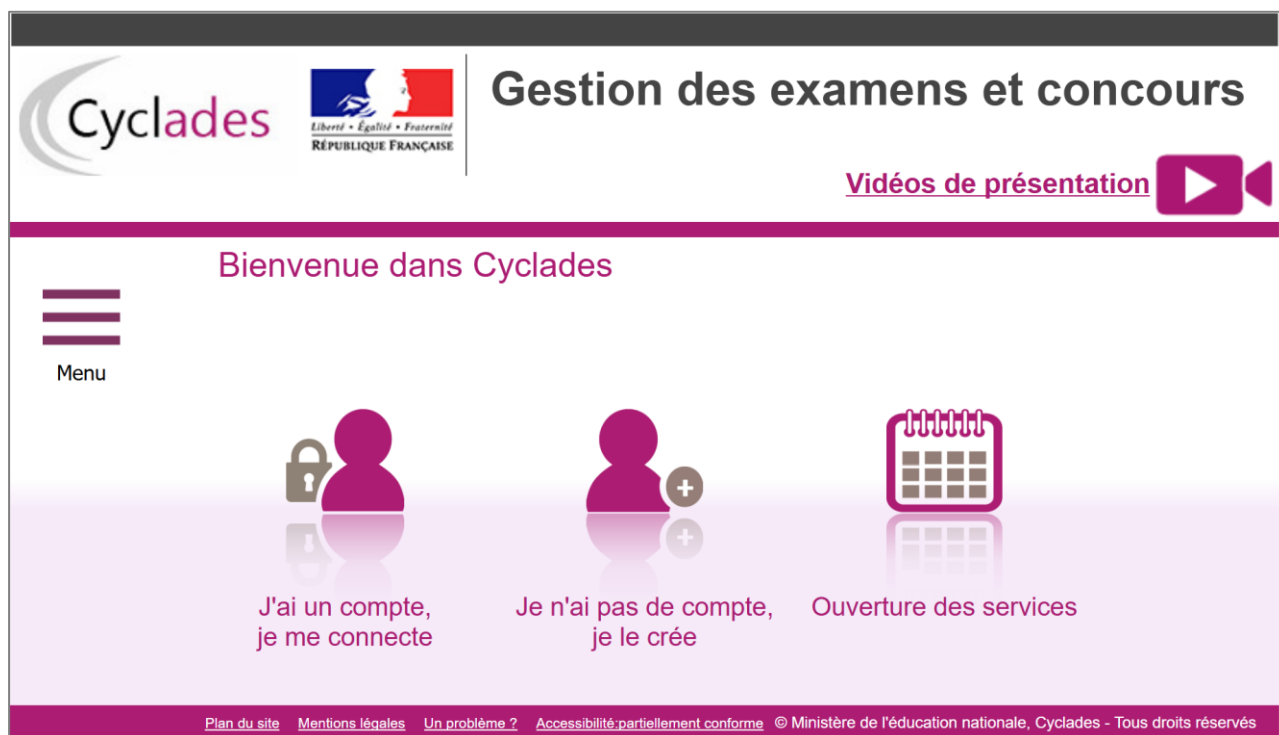 Cyclades
Liberté • Égalité • Fraternité
RÉPUBLIQUE FRANÇAISE
Gestion des examens et concours
Vidéos de présentation
Bienvenue dans Cyclades
Menu
J'ai un compte,
je me connecte
Je n'ai pas de compte,
je le crée
Ouverture des services
Plan du site Mentions légales Un problème ? Accessibilité:partiellement conforme © Ministère de l'éducation nationale, Cyclades - Tous droits réservés